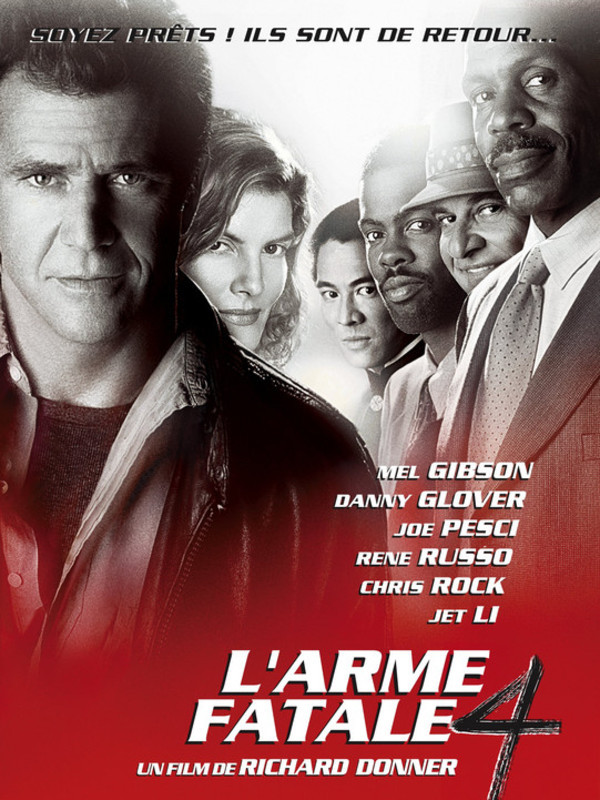 SOYEZ PRÊTS ! ILS SONT DE RETOUR...
MEL GIBSON
DANNY GLOVER
JOE PESCI
RENE RUSSO
CHRIS ROCK
JET LI
L'ARME
FATALE 4
UN FILM DE RICHARD DONNER